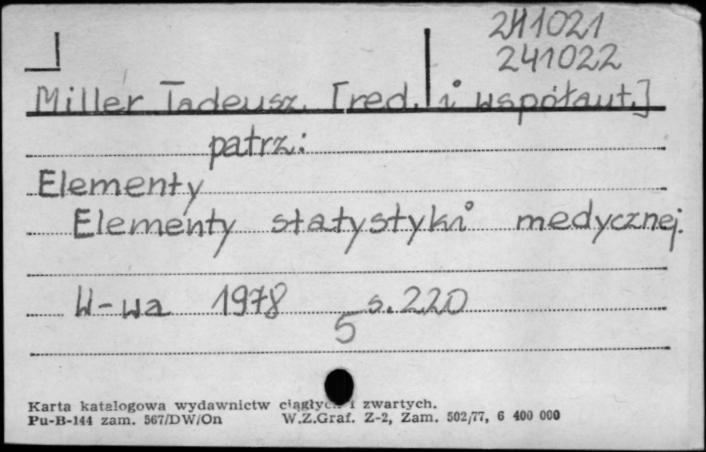 241021
241022
Miller Tadeusz. [red. i współaut.]
patrz:
Elementy
Elementy statystyki medycznej.
W-wa 1978 s. 220
5
Karta katalogowa wydawnictw ciągłych i zwartych.
Pu-B-144 zam. 567/DW/On W.Z.Graf. Z-2, Zam. 502/77, 6 400 000